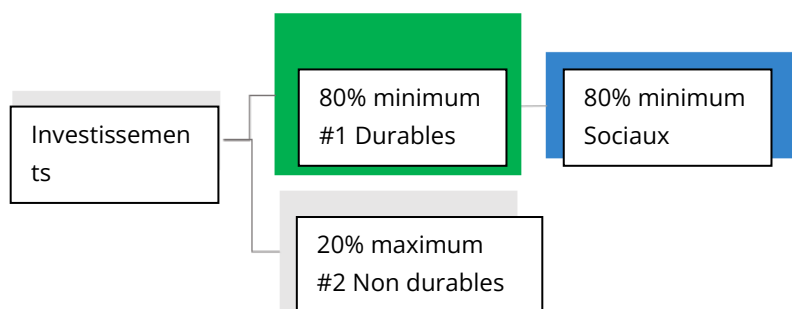 Investissemen
ts
80% minimum
#1 Durables
80% minimum
Sociaux
20% maximum
#2 Non durables